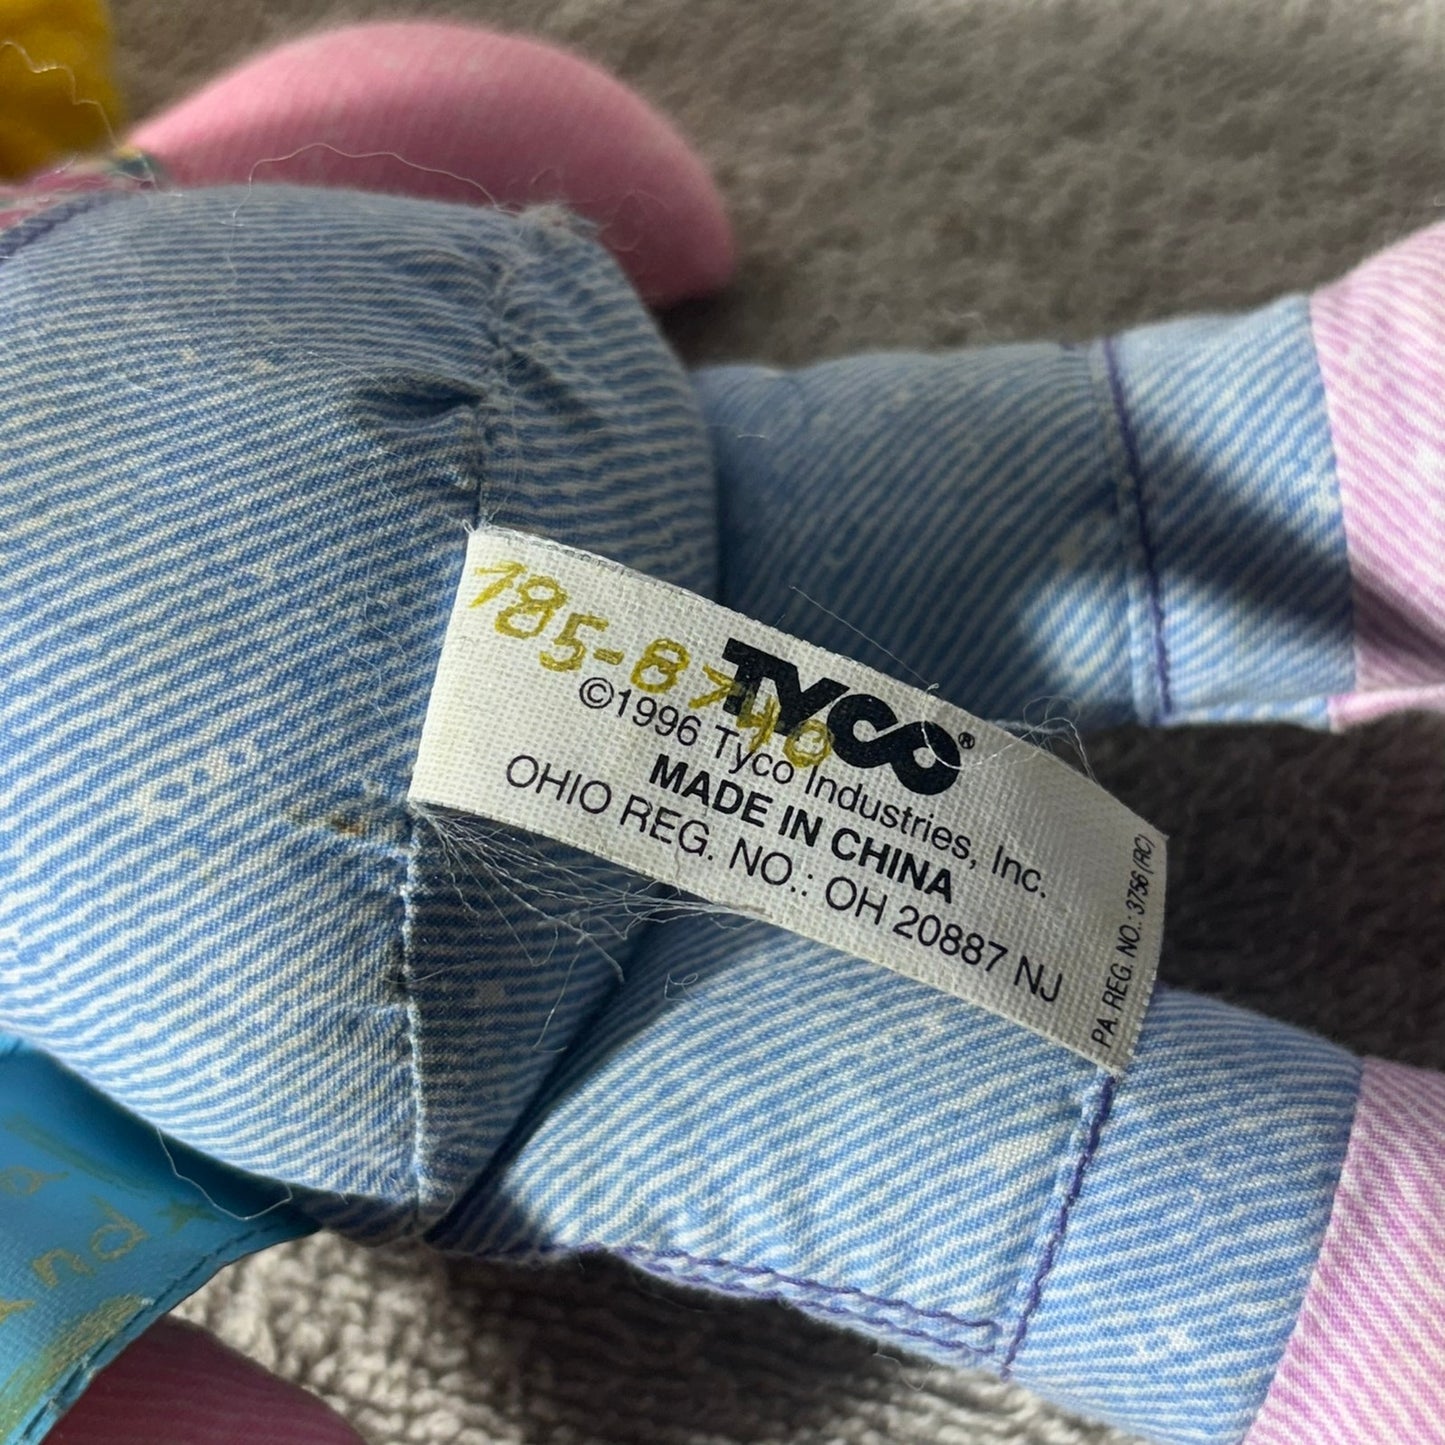 785-8740
TYCO®
©1996 Tyco Industries, Inc.
MADE IN CHINA
OHIO REG. NO.: OH 20887 NJ
PA. REG. NO.: 3756 (RC)